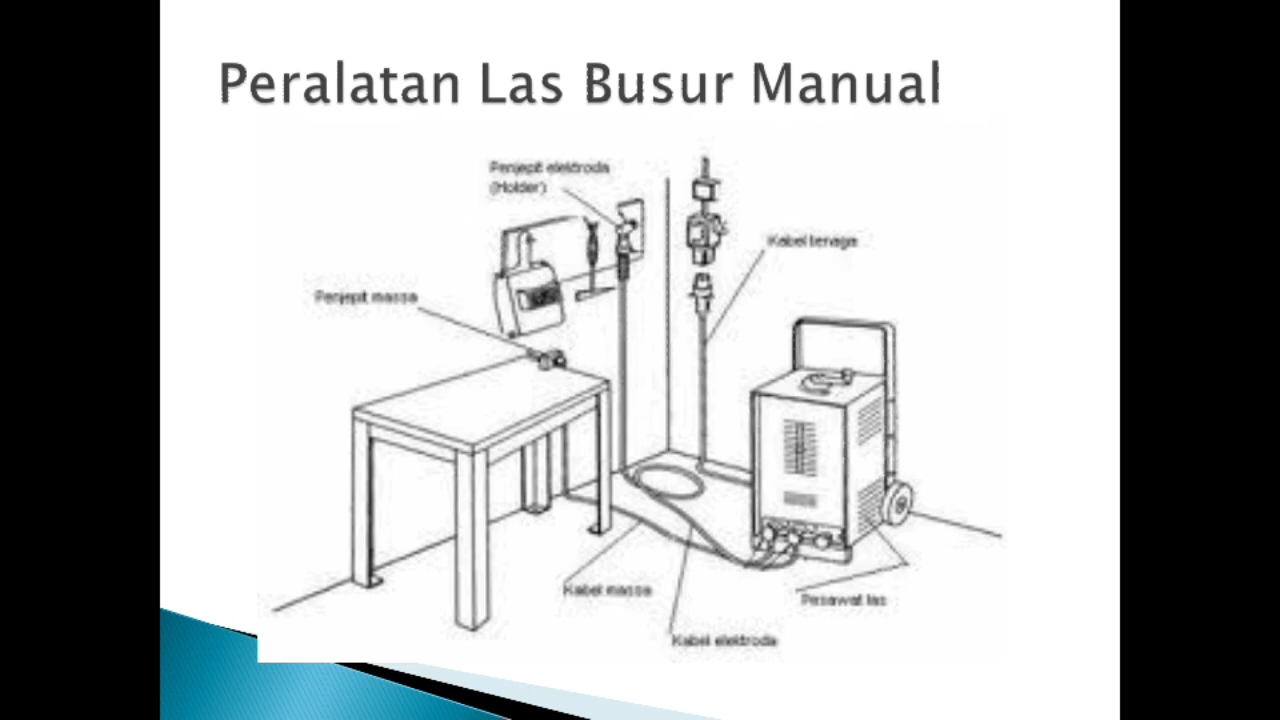 Peralatan Las Busur Manual
Penjepit elektroda
(Holder)
Kabel tenaga
Penjepit massa
Kabel massa
Pesawat las
Kabel elektroda